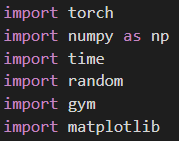 import torch
import numpy as np
import time
import random
import gym
import matplotlib